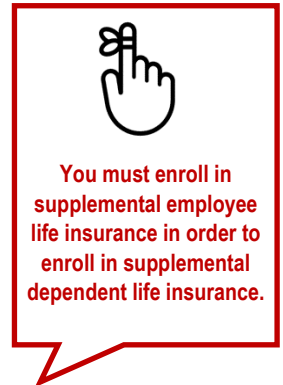 You must enroll in
supplemental employee
life insurance in order to
enroll in supplemental
dependent life insurance.